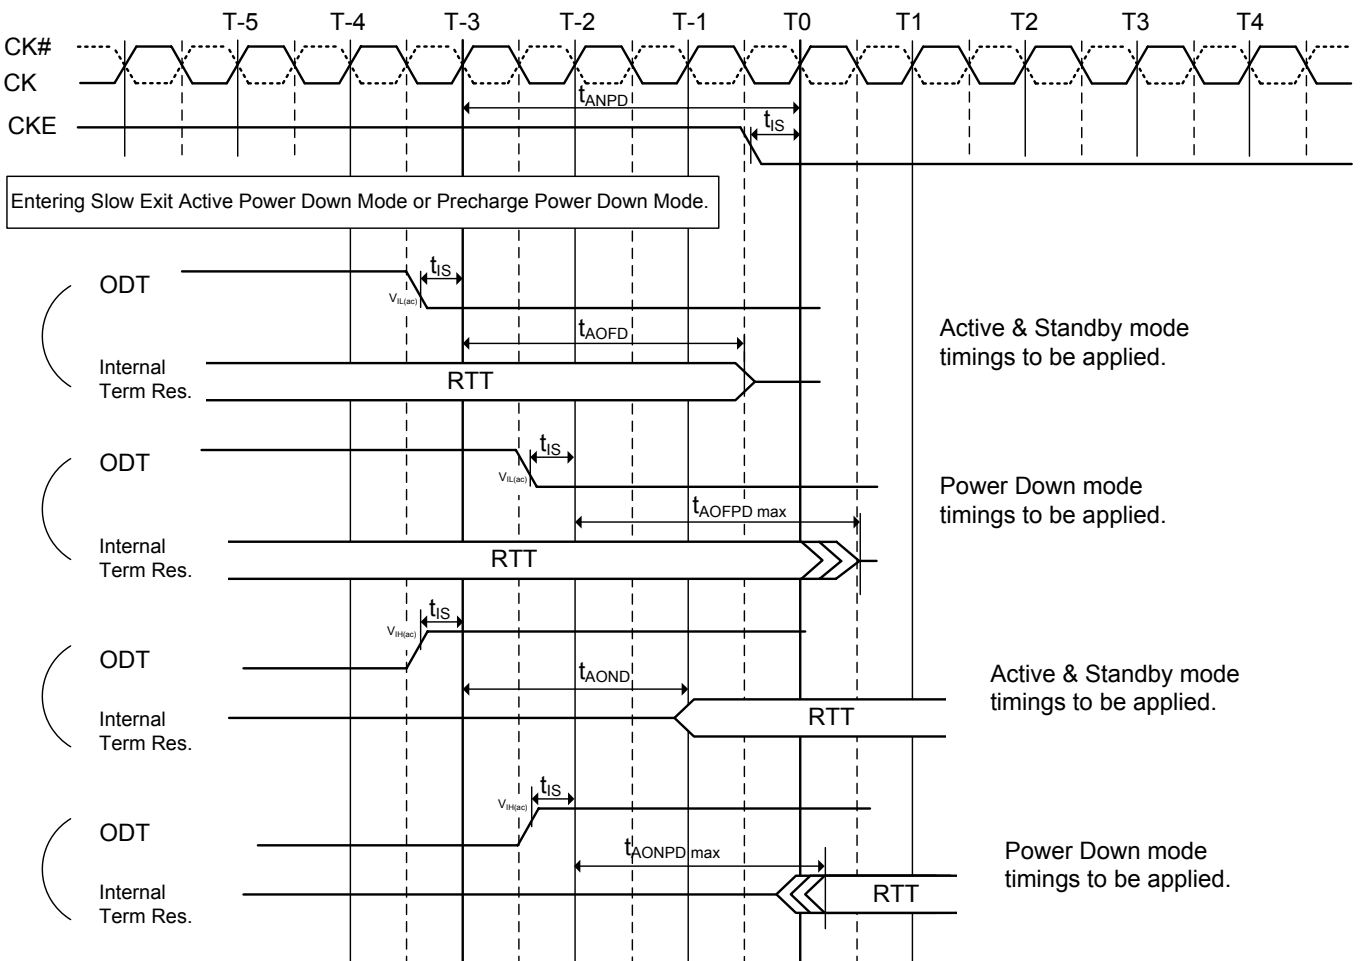 T-5 T-4 T-3 T-2 T-1 T0 T1 T2 T3 T4
CK#
CK
tANPD
CKE
tIS
Entering Slow Exit Active Power Down Mode or Precharge Power Down Mode.
ODT
tIS
VIL(ac)
tAOFD
Internal
Term Res.
RTT
Active & Standby mode
timings to be applied.
ODT
tIS
VIL(ac)
tAOFPD max
Internal
Term Res.
RTT
Power Down mode
timings to be applied.
tIS
VIH(ac)
ODT
tAOND
Internal
Term Res.
RTT
Active & Standby mode
timings to be applied.
tIS
VIH(ac)
ODT
tAONPD max
Internal
Term Res.
RTT
Power Down mode
timings to be applied.